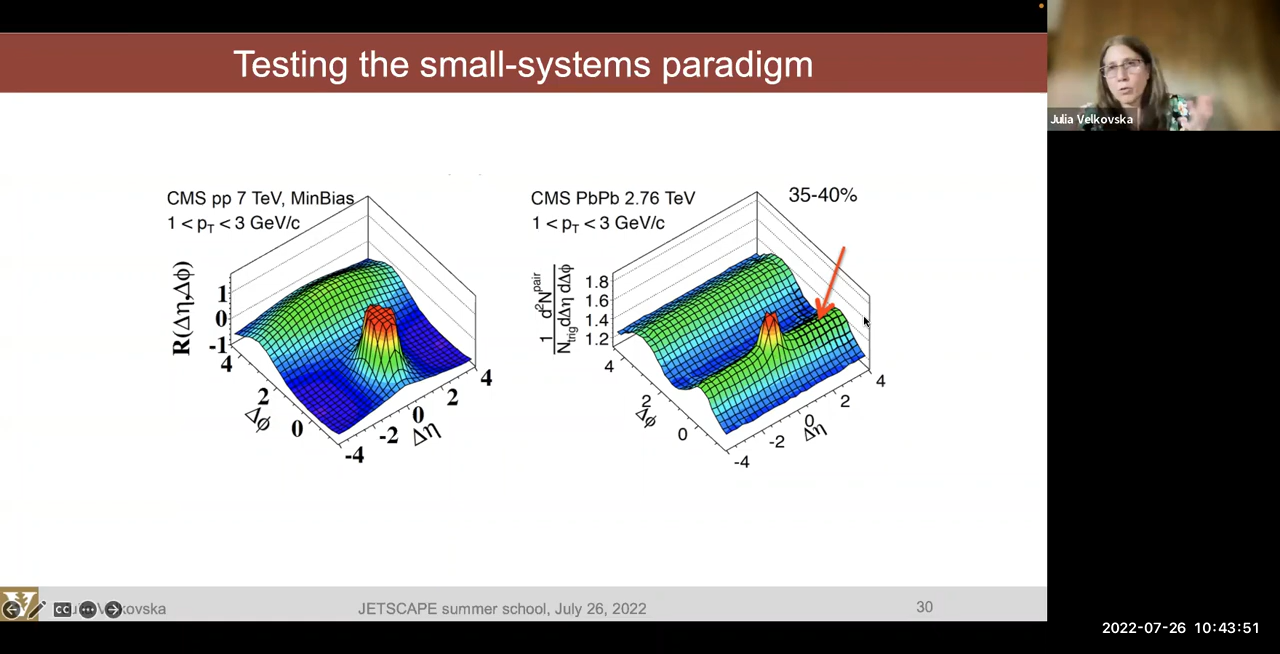 Testing the small-systems paradigm
CMS pp 7 TeV, MinBias
1 < pT < 3 GeV/c
R(Δη,Δφ)
1
0
-1
4
2
0
Δφ
-4
-2
0
2
4
Δη
CMS PbPb 2.76 TeV
35-40%
1 < pT < 3 GeV/c
1 d²Npair
Ntrig dΔη dΔφ
1.8
1.6
1.4
1.2
4
2
0
Δφ
-4
-2
0
2
4
Δη
Julia Velkovska
cc
kovska
JETSCAPE summer school, July 26, 2022
30
2022-07-26 10:43:51